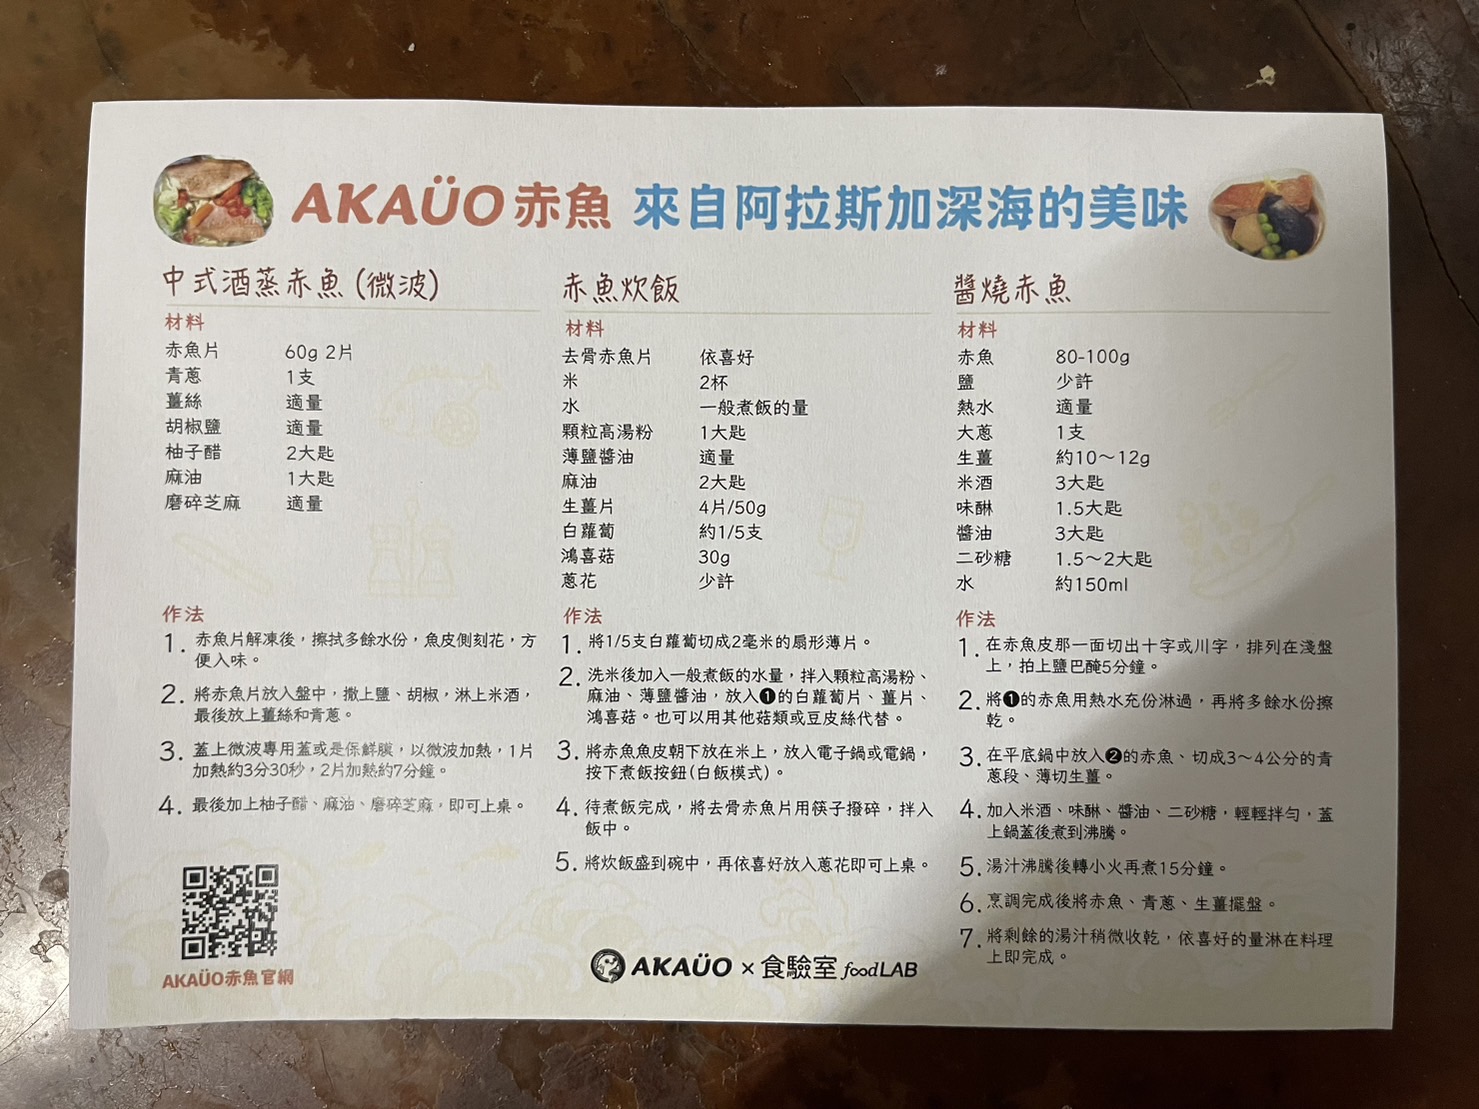 AKAÜO赤魚 來自阿拉斯加深海的美味
中式酒蒸赤魚(微波)
材料
赤魚片 60g 2片
青蔥 1支
薑絲 適量
胡椒鹽 適量
柚子醋 2大匙
麻油 1大匙
磨碎芝麻 適量
作法
1. 赤魚片解凍後，擦拭多餘水份，魚皮側刻花，方
便入味。
2. 將赤魚片放入盤中，撒上鹽、胡椒，淋上米酒，
最後放上薑絲和青蔥。
3. 蓋上微波專用蓋或是保鮮膜，以微波加熱，1片
加熱約3分30秒，2片加熱約7分鐘。
4. 最後加上柚子醋、麻油、磨碎芝麻，即可上桌。
AKAÜO赤魚官網
赤魚炊飯
材料
去骨赤魚片 依喜好
米 2杯
水 一般煮飯的量
顆粒高湯粉 1大匙
薄鹽醬油 適量
麻油 2大匙
生薑片 4片/50g
白蘿蔔 約1/5支
鴻喜菇 30g
蔥花 少許
作法
1. 將1/5支白蘿蔔切成2毫米的扇形薄片。
2. 洗米後加入一般煮飯的水量，拌入顆粒高湯粉、
麻油、薄鹽醬油，放入❶的白蘿蔔片、薑片、
鴻喜菇。也可以用其他菇類或豆皮絲代替。
3. 將赤魚魚皮朝下放在米上，放入電子鍋或電鍋，
按下煮飯按鈕(白飯模式)。
4. 待煮飯完成，將去骨赤魚片用筷子撥碎，拌入
飯中。
5. 將炊飯盛到碗中，再依喜好放入蔥花即可上桌。
AKAÜO × 食驗室 foodLAB
醬燒赤魚
材料
赤魚 80-100g
鹽 少許
熱水 適量
大蔥 1支
生薑 約10～12g
米酒 3大匙
味醂 1.5大匙
醬油 3大匙
二砂糖 1.5～2大匙
水 約150ml
作法
1. 在赤魚皮那一面切出十字或川字，排列在淺盤
上，拍上鹽巴醃5分鐘。
2. 將❶的赤魚用熱水充份淋過，再將多餘水份擦
乾。
3. 在平底鍋中放入❷的赤魚、切成3～4公分的青
蔥段、薄切生薑。
4. 加入米酒、味醂、醬油、二砂糖，輕輕拌勻，蓋
上鍋蓋後煮到沸騰。
5. 湯汁沸騰後轉小火再煮15分鐘。
6. 烹調完成後將赤魚、青蔥、生薑擺盤。
7. 將剩餘的湯汁稍微收乾，依喜好的量淋在料理
上即完成。